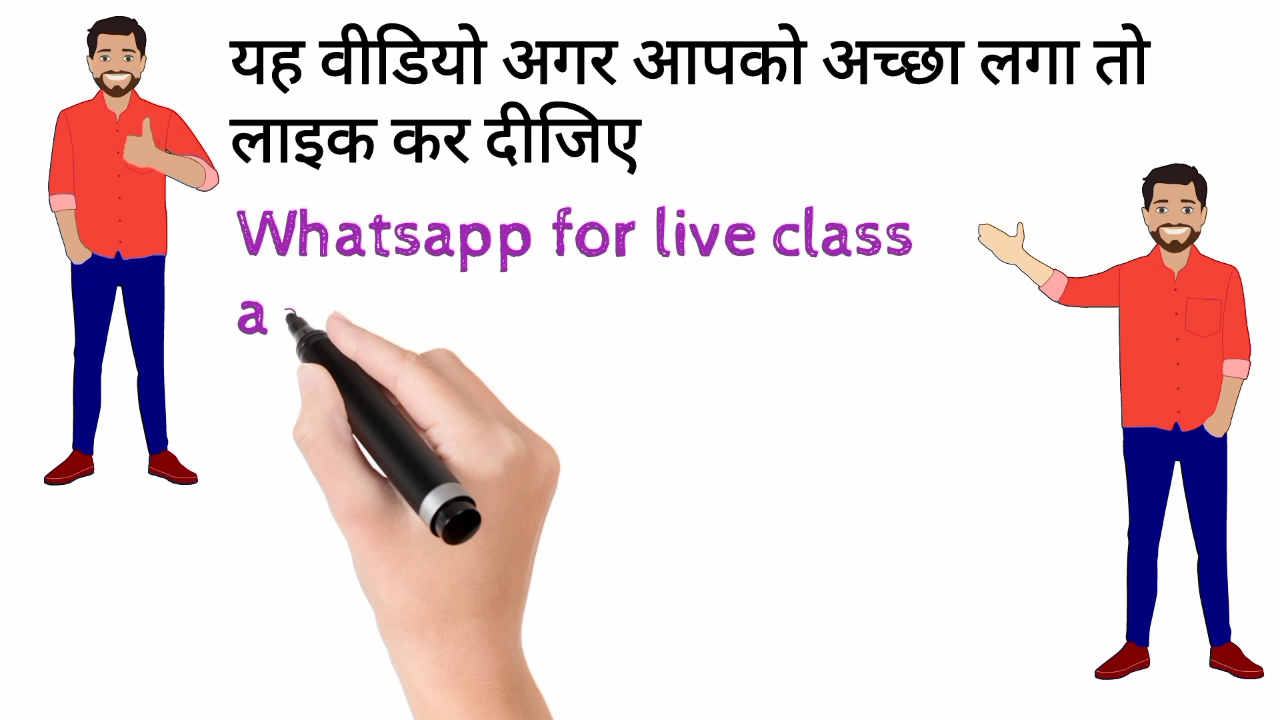 यह वीडियो अगर आपको अच्छा लगा तो
लाइक कर दीजिए
Whatsapp for live class
a